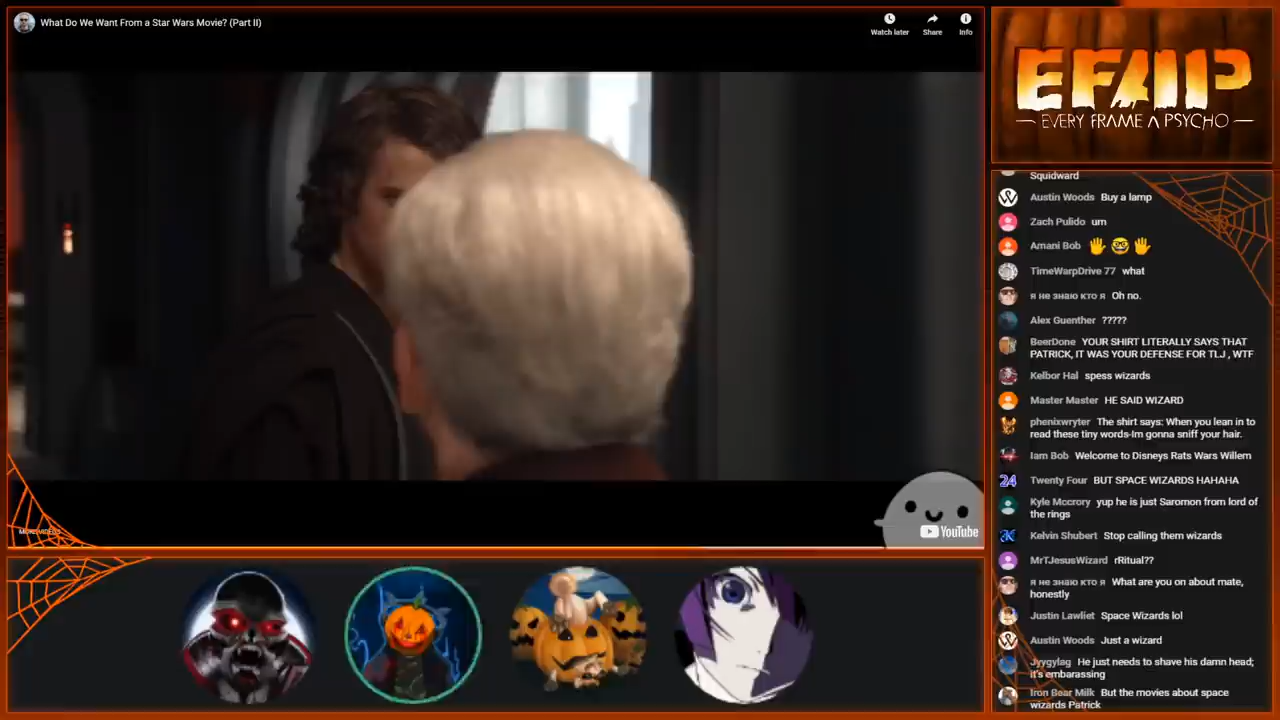 What Do We Want From a Star Wars Movie? (Part II)
Watch later
Share
Info
YouTube
EFAP
EVERY FRAME A PSYCHO
Squidward
Austin Woods Buy a lamp
Zach Pulido um
Amani Bob 🖐 🤓 🖐
TimeWarpDrive 77 what
я не знаю кто я Oh no.
Alex Guenther ?????
BeerDone YOUR SHIRT LITERALLY SAYS THAT
PATRICK, IT WAS YOUR DEFENSE FOR TLJ , WTF
Kelbor Hal spess wizards
Master Master HE SAID WIZARD
phenixwryter The shirt says: When you lean in to
read these tiny words-Im gonna sniff your hair.
Iam Bob Welcome to Disneys Rats Wars Willem
24
Twenty Four BUT SPACE WIZARDS HAHAHA
Kyle Mccrory yup he is just Saromon from lord of
the rings
Kelvin Shubert Stop calling them wizards
MrTJesusWizard rRitual??
я не знаю кто я What are you on about mate,
honestly
Justin Lawliet Space Wizards lol
Austin Woods Just a wizard
Jyygylag He just needs to shave his damn head;
it's embarassing
Iron Bear Milk But the movies about space
wizards Patrick